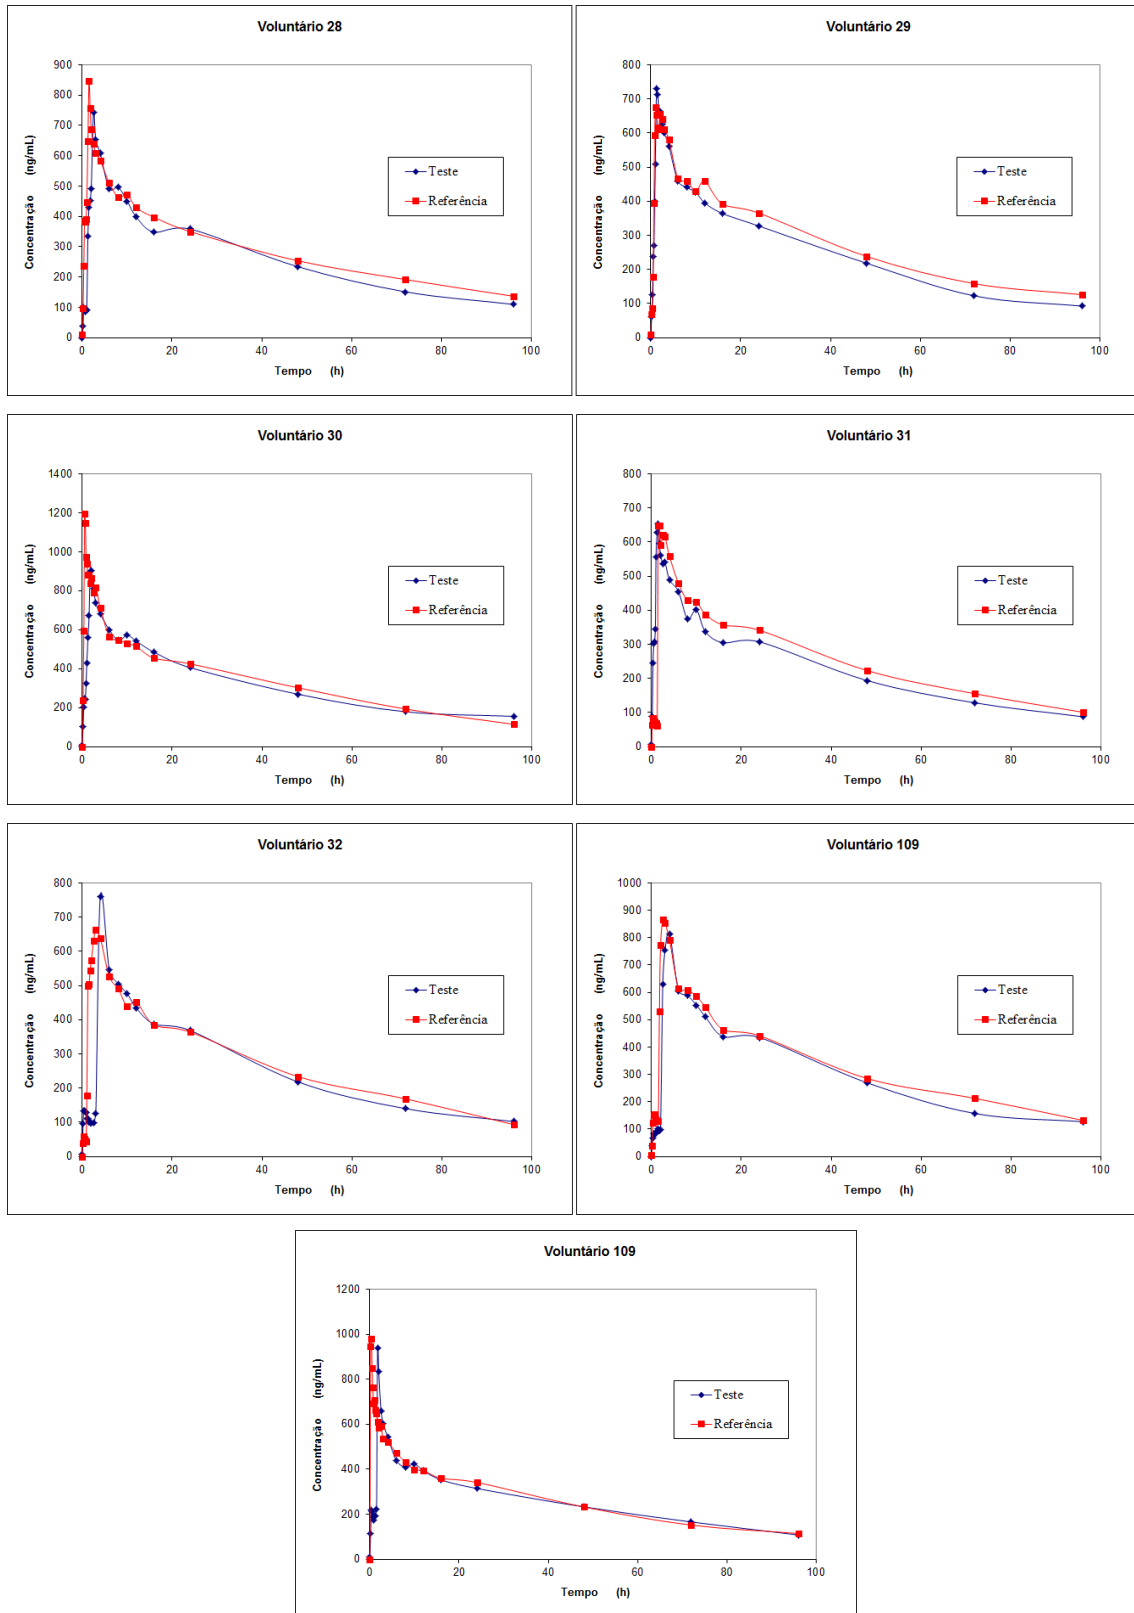 Voluntário 28
Concentração (ng/mL)
900
800
700
600
500
400
300
200
100
0
0 20 40 60 80 100
Tempo (h)
Teste
Referência
Voluntário 29
Concentração (ng/mL)
800
700
600
500
400
300
200
100
0
0 20 40 60 80 100
Tempo (h)
Teste
Referência
Voluntário 30
Concentração (ng/mL)
1400
1200
1000
800
600
400
200
0
0 20 40 60 80 100
Tempo (h)
Teste
Referência
Voluntário 31
Concentração (ng/mL)
800
700
600
500
400
300
200
100
0
0 20 40 60 80 100
Tempo (h)
Teste
Referência
Voluntário 32
Concentração (ng/mL)
800
700
600
500
400
300
200
100
0
0 20 40 60 80 100
Tempo (h)
Teste
Referência
Voluntário 109
Concentração (ng/mL)
1000
900
800
700
600
500
400
300
200
100
0
0 20 40 60 80 100
Tempo (h)
Teste
Referência
Voluntário 109
Concentração (ng/mL)
1200
1000
800
600
400
200
0
0 20 40 60 80 100
Tempo (h)
Teste
Referência